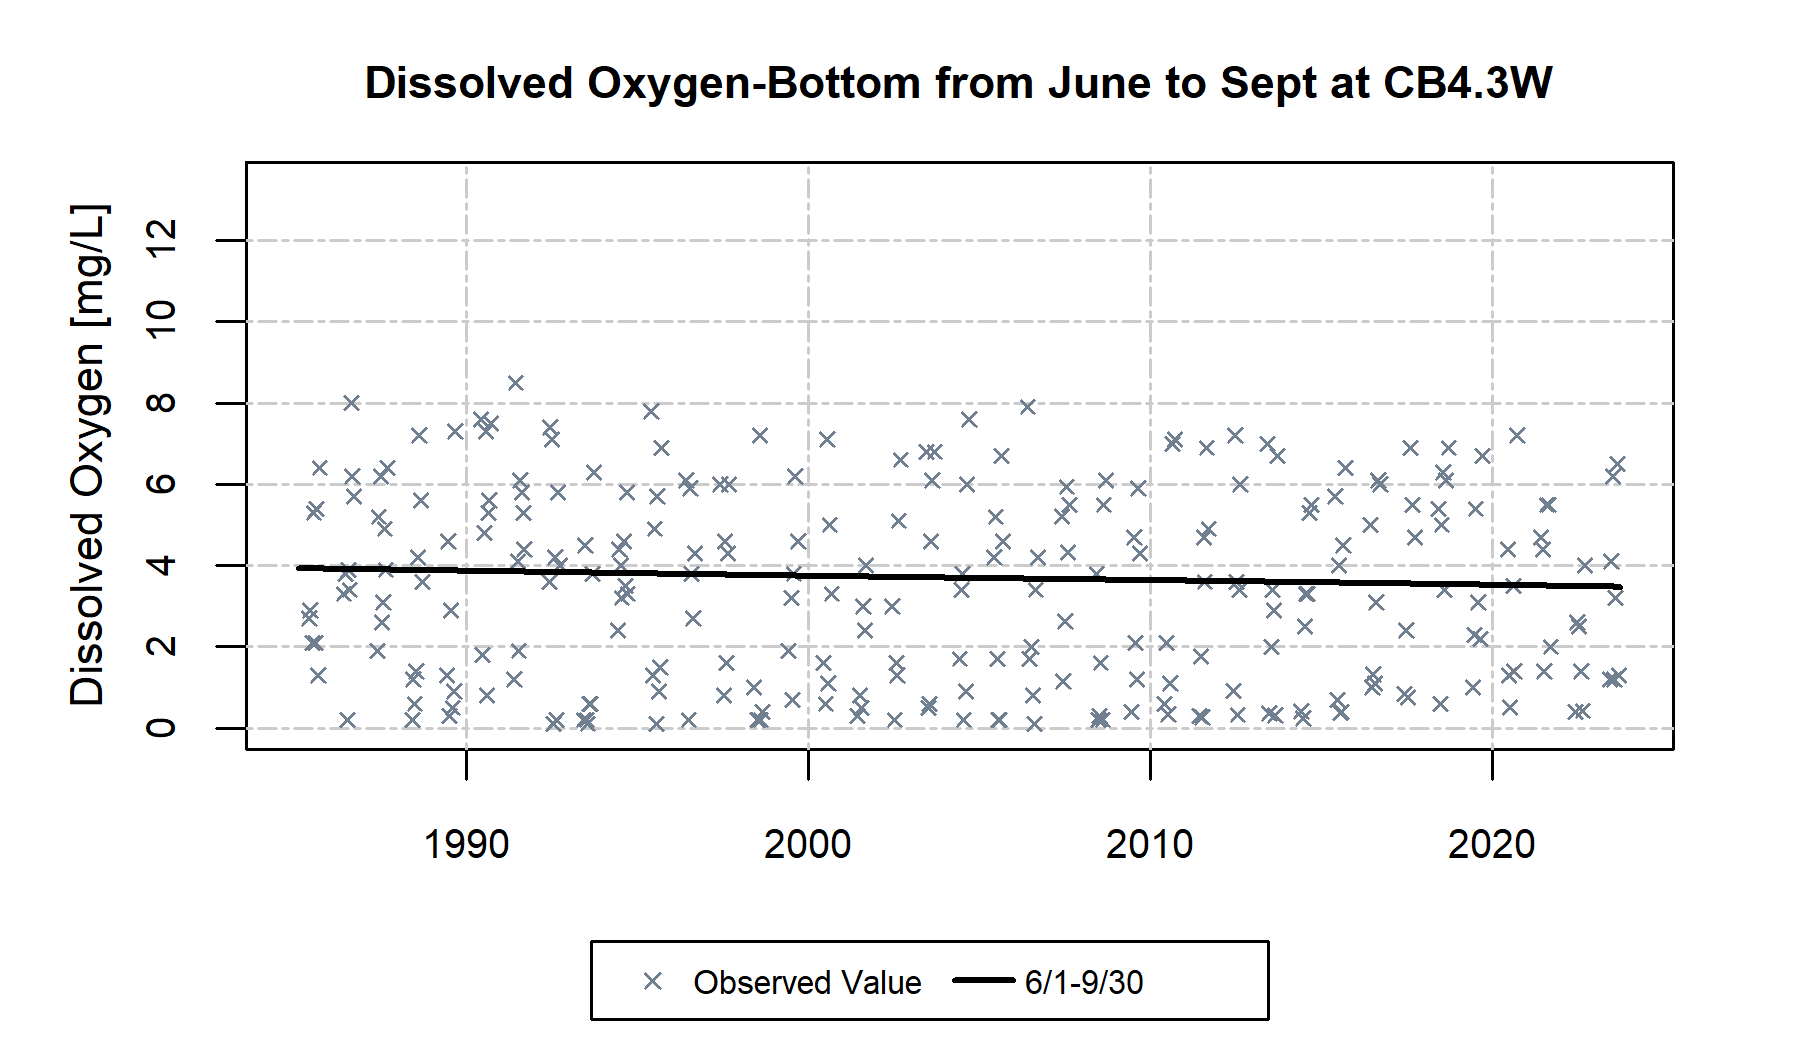 Dissolved Oxygen-Bottom from June to Sept at CB4.3W
Dissolved Oxygen [mg/L]
12
10
8
6
4
2
0
1990 2000 2010 2020
Observed Value 6/1-9/30